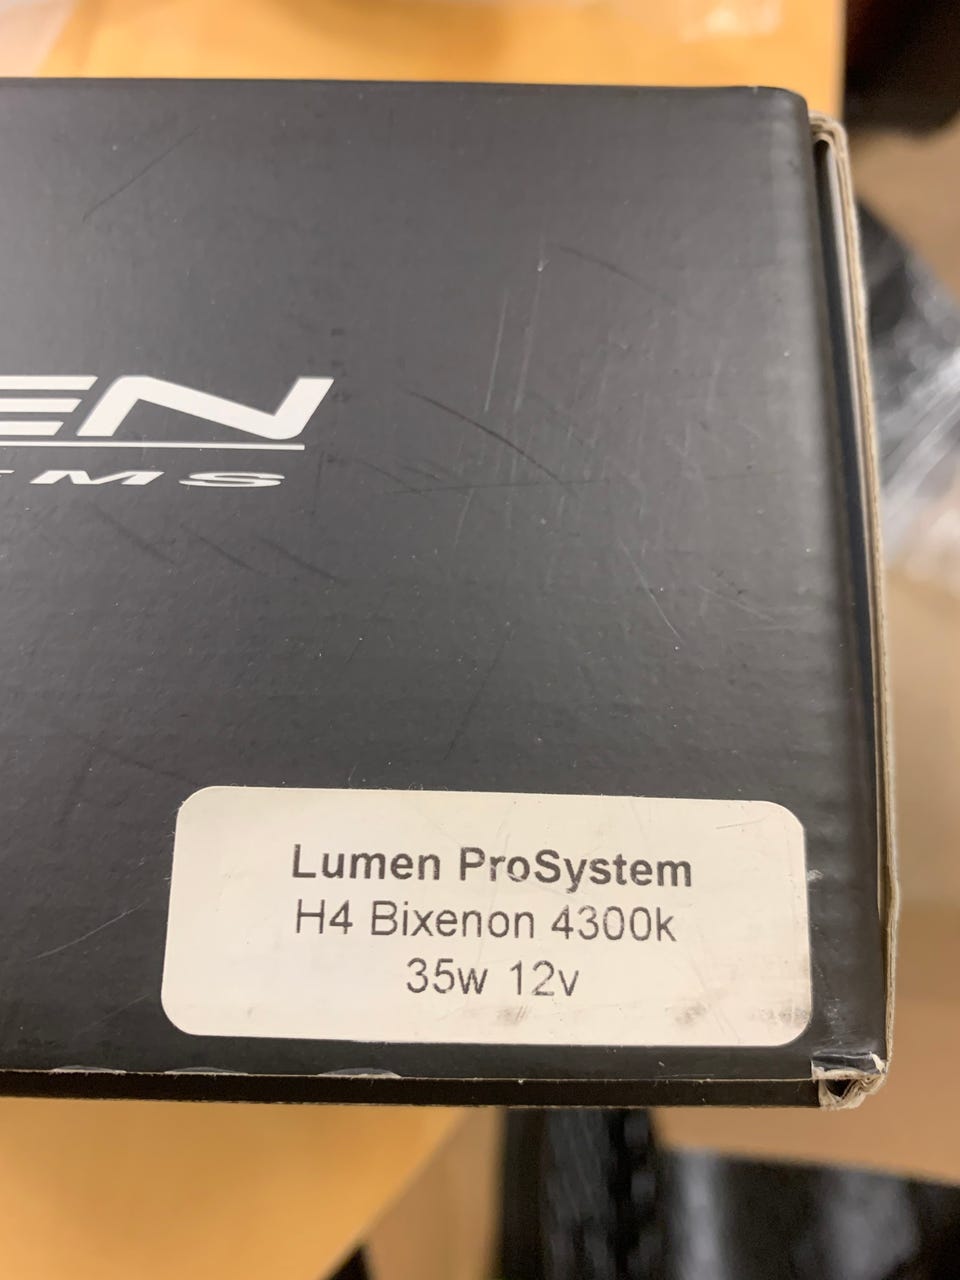 Lumen ProSystem
H4 Bixenon 4300k
35w 12v